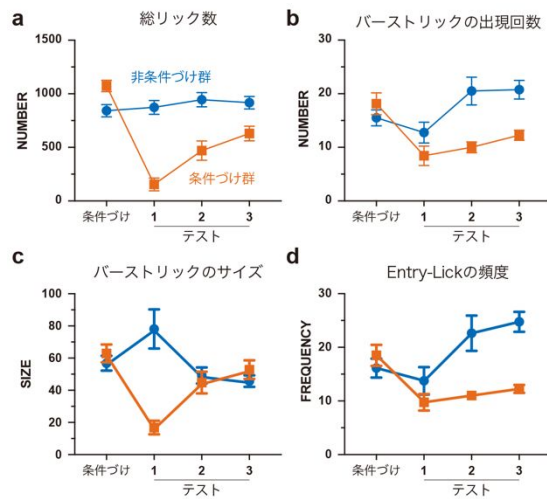 a 総リック数
1500
1000
500
0
NUMBER
非条件づけ群
条件づけ群
条件づけ 1 2 3
テスト
b バーストリックの出現回数
30
20
10
0
NUMBER
条件づけ 1 2 3
テスト
c バーストリックのサイズ
100
80
60
40
20
0
SIZE
条件づけ 1 2 3
テスト
d Entry-Lickの頻度
30
20
10
0
FREQUENCY
条件づけ 1 2 3
テスト